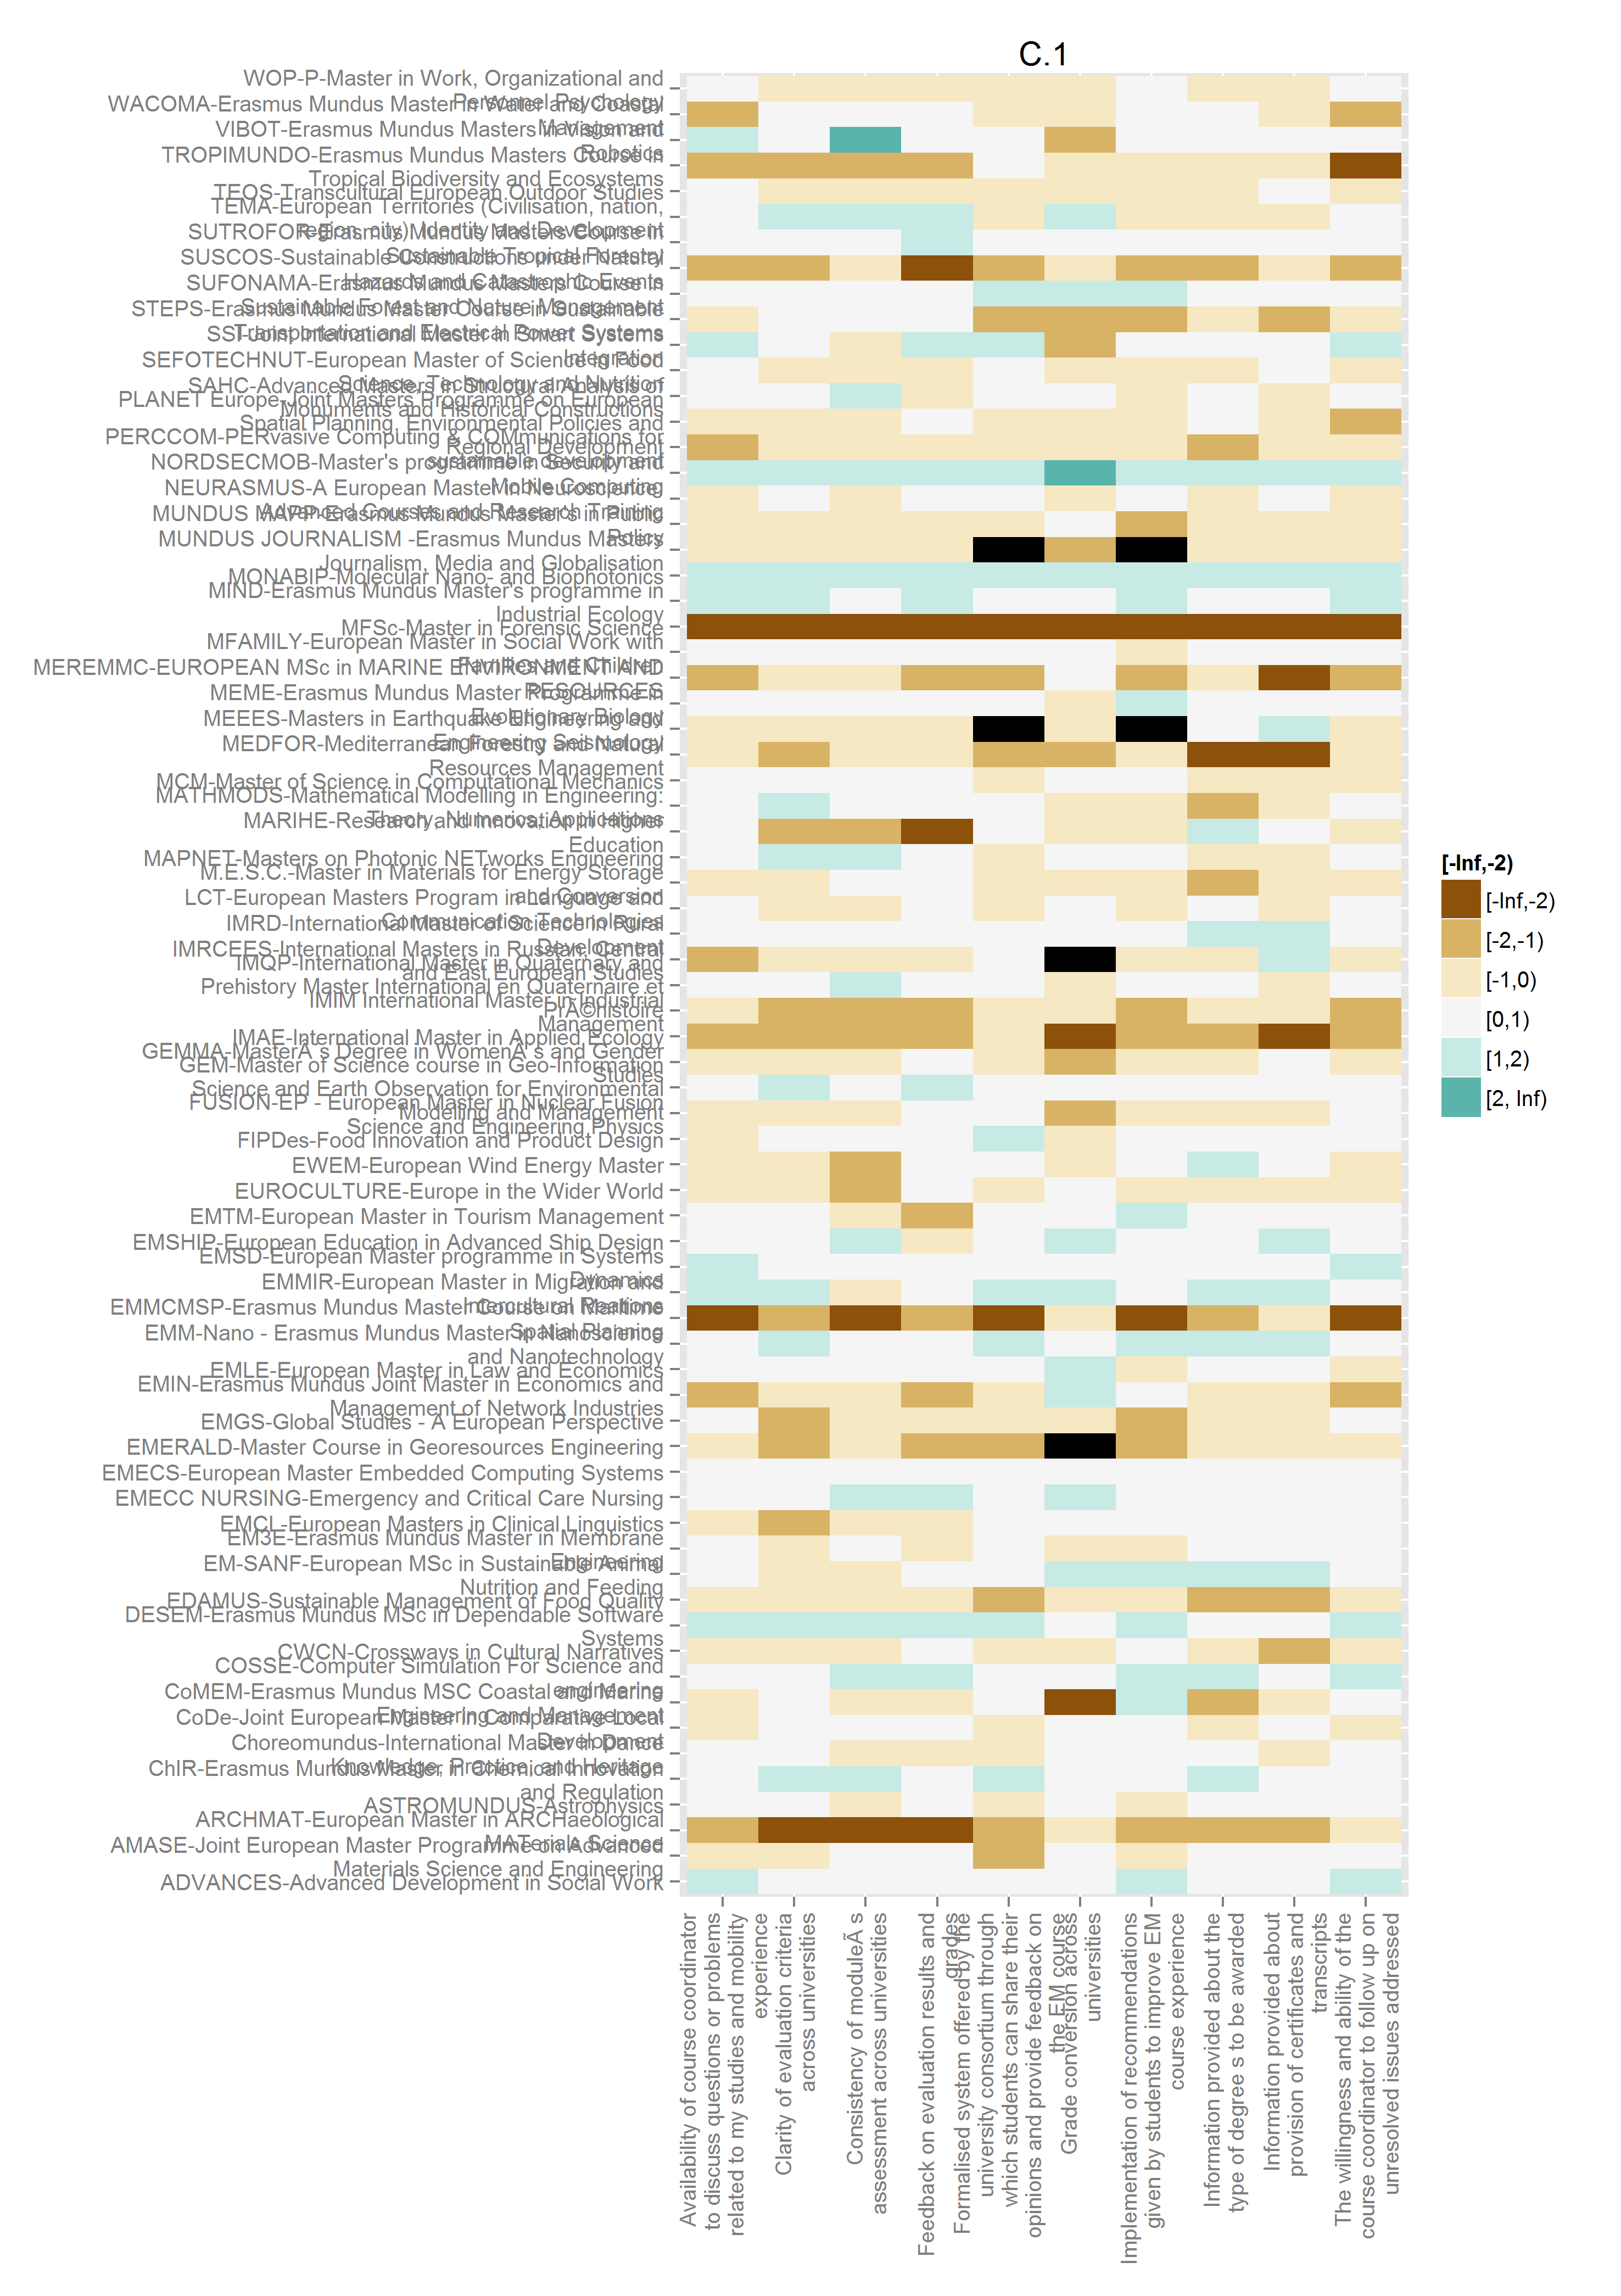 C.1
WOP-P-Master in Work, Organizational and
Personnel Psychology
WACOMA-Erasmus Mundus Master in Water and Coastal
Management
VIBOT-Erasmus Mundus Masters in Vision and
Robotics
TROPIMUNDO-Erasmus Mundus Masters Course in
Tropical Biodiversity and Ecosystems
TEOS-Transcultural European Outdoor Studies
TEMA-European Territories (Civilisation, nation,
region, city), Identity and Development
SUTROFOR-Erasmus Mundus Masters Course in
Sustainable Tropical Forestry
SUSCOS-Sustainable Constructions under Natural
Hazards and Catastrophic Events
SUFONAMA-Erasmus Mundus Masters Course in
Sustainable Forest and Nature Management
STEPS-Erasmus Mundus Master Course in Sustainable
Transportation and Electrical Power Systems
SSI-Joint International Master in Smart Systems
Integration
SEFOTECHNUT-European Master of Science in Food
Science, Technology and Nutrition
SAHC-Advanced Masters in Structural Analysis of
Monuments and Historical Constructions
PLANET Europe-Joint Masters Programme on European
Spatial Planning, Environmental Policies and
Regional Development
PERCCOM-PERvasive Computing & COMmunications for
sustainable development
NORDSECMOB-Master's programme in Security and
Mobile Computing
NEURASMUS-A European Master in Neuroscience:
Advanced Courses and Research Training
MUNDUS MAPP-Erasmus Mundus Master's in Public
Policy
MUNDUS JOURNALISM -Erasmus Mundus Masters
Journalism, Media and Globalisation
MONABIP-Molecular Nano- and Biophotonics
MIND-Erasmus Mundus Master's programme in
Industrial Ecology
MFSc-Master in Forensic Science
MFAMILY-European Master in Social Work with
Families and Children
MEREMMC-EUROPEAN MSc in MARINE ENVIRONMENT AND
RESOURCES
MEME-Erasmus Mundus Master Programme in
Evolutionary Biology
MEEES-Masters in Earthquake Engineering and
Engineering Seismology
MEDFOR-Mediterranean Forestry and Natural
Resources Management
MCM-Master of Science in Computational Mechanics
MATHMODS-Mathematical Modelling in Engineering:
Theory, Numerics, Applications
MARIHE-Research and Innovation in Higher
Education
MAPNET-Masters on Photonic NETworks Engineering
M.E.S.C.-Master in Materials for Energy Storage
and Conversion
LCT-European Masters Program in Language and
Communication Technologies
IMRD-International Master of Science in Rural
Development
IMRCEES-International Masters in Russian, Central
and East European Studies
IMQP-International Master in Quaternary and
Prehistory Master International en Quaternaire et
PrÃ©histoire
IMIM International Master in Industrial
Management
IMAE-International Master in Applied Ecology
GEMMA-MasterÂ´s Degree in WomenÂ´s and Gender
Studies
GEM-Master of Science course in Geo-Information
Science and Earth Observation for Environmental
Modelling and Management
FUSION-EP - European Master in Nuclear Fusion
Science and Engineering Physics
FIPDes-Food Innovation and Product Design
EWEM-European Wind Energy Master
EUROCULTURE-Europe in the Wider World
EMTM-European Master in Tourism Management
EMSHIP-European Education in Advanced Ship Design
EMSD-European Master programme in Systems
Dynamics
EMMIR-European Master in Migration and
Intercultural Reations
EMMCMSP-Erasmus Mundus Master Course on Maritime
Spatial Planning
EMM-Nano - Erasmus Mundus Master in Nanoscience
and Nanotechnology
EMLE-European Master in Law and Economics
EMIN-Erasmus Mundus Joint Master in Economics and
Management of Network Industries
EMGS-Global Studies - A European Perspective
EMERALD-Master Course in Georesources Engineering
EMECS-European Master Embedded Computing Systems
EMECC NURSING-Emergency and Critical Care Nursing
EMCL-European Masters in Clinical Linguistics
EM3E-Erasmus Mundus Master in Membrane
Engineering
EM-SANF-European MSc in Sustainable Animal
Nutrition and Feeding
EDAMUS-Sustainable Management of Food Quality
DESEM-Erasmus Mundus MSc in Dependable Software
Systems
CWCN-Crossways in Cultural Narratives
COSSE-Computer Simulation For Science and
engineering
CoMEM-Erasmus Mundus MSC Coastal and Marine
Engineering and Management
CoDe-Joint European Master in Comparative Local
Development
Choreomundus-International Master in Dance
Knowledge, Practice, and Heritage
ChIR-Erasmus Mundus Master in Chemical Innovation
and Regulation
ASTROMUNDUS-Astrophysics
ARCHMAT-European Master in ARCHaeological
MATerials Science
AMASE-Joint European Master Programme on Advanced
Materials Science and Engineering
ADVANCES-Advanced Development in Social Work
Availability of course coordinator
to discuss questions or problems
related to my studies and mobility
experience
Clarity of evaluation criteria
across universities
Consistency of moduleÃ s
assessment across universities
Feedback on evaluation results and
grades
Formalised system offered by the
university consortium through
which students can share their
opinions and provide feedback on
the EM course
Grade conversion across
universities
Implementation of recommendations
given by students to improve EM
course experience
Information provided about the
type of degree s to be awarded
Information provided about
provision of certificates and
transcripts
The willingness and ability of the
course coordinator to follow up on
unresolved issues addressed
[-Inf,-2)
[-Inf,-2)
[-2,-1)
[-1,0)
[0,1)
[1,2)
[2, Inf)